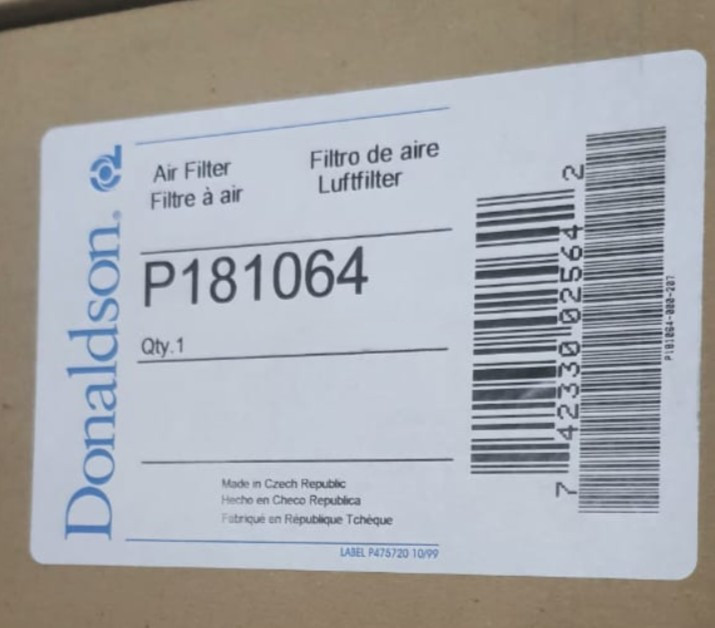 Donaldson.
Air Filter
Filtre à air
Filtro de aire
Luftfilter
P181064
Qty.1
Made in Czech Republic
Hecho en Checo Republica
Fabriqué en République Tchèque
LABEL P475720 10/99
7 42330 02564 2
P181064-000-207